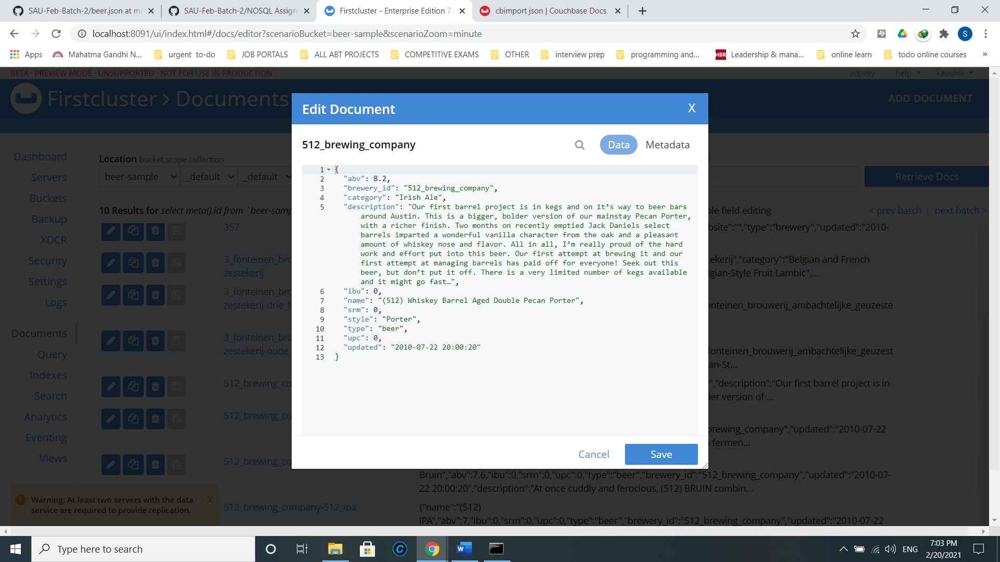 SAU-Feb-Batch-2/beer.json at ma
SAU-Feb-Batch-2/NOSQL Assign
Firstcluster - Enterprise Edition 7.
cbimport json | Couchbase Docs
localhost:8091/ui/index.html#/docs/editor?scenarioBucket=beer-sample&scenarioZoom=minute
S
Apps
Mahatma Gandhi N...
urgent to-do
JOB PORTALS
ALL ABT PROJECTS
COMPETITIVE EXAMS
OTHER
interview prep
programming and...
HBR
Leadership & mana...
online learn
todo online courses
»
BETA · PREVIEW MODE · UNSUPPORTED · NOT FOR USE IN PRODUCTION
activity
help
kaushik
Firstcluster > Documents
ADD DOCUMENT
Edit Document
X
512_brewing_company
Data
Metadata
Dashboard
Servers
Buckets
Backup
XDCR
Security
Settings
Logs
Documents
Query
Indexes
Search
Analytics
Eventing
Views
Location bucket.scope.collection
beer-sample
_default
_default
Retrieve Docs
10 Results for select meta().id from `beer-samp
ble field editing
< prev batch | next batch >
1 {
2 "abv": 8.2,
3 "brewery_id": "512_brewing_company",
4 "category": "Irish Ale",
5 "description": "Our first barrel project is in kegs and on it’s way to beer bars
around Austin. This is a bigger, bolder version of our mainstay Pecan Porter,
with a richer finish. Two months on recently emptied Jack Daniels select
barrels imparted a wonderful vanilla character from the oak and a pleasant
amount of whiskey nose and flavor. All in all, I’m really proud of the hard
work and effort put into this beer. Our first attempt at brewing it and our
first attempt at managing barrels has paid off for everyone! Seek out this
beer, but don’t put it off. There is a very limited number of kegs available
and it might go fast…",
6 "ibu": 0,
7 "name": "(512) Whiskey Barrel Aged Double Pecan Porter",
8 "srm": 0,
9 "style": "Porter",
10 "type": "beer",
11 "upc": 0,
12 "updated": "2010-07-22 20:00:20"
13 }
Cancel
Save
357
bsite":"","type":"brewery","updated":"2010-
3_fonteinen_bro
zestekerij
ekerij","category":"Belgian and French
lgian-Style Fruit Lambic",...
3_fonteinen_bro
zestekerij-drie_f
onteinen_brouwerij_ambachtelijke_geuzeste
3_fonteinen_bro
zestekerij-oude_
fonteinen_brouwerij_ambachtelijke_geuzest
an-St...
512_brewing_co
","description":"Our first barrel project is in
der version of ...
512_brewing_co
rewing_company","updated":"2010-07-22
s fermen...
512_brewing_co
Bruin","abv":7.6,"ibu":0,"srm":0,"upc":0,"type":"beer","brewery_id":"512_brewing_company","updated":"2010-07-
22 20:00:20","description":"At once cuddly and ferocious, (512) BRUIN combin...
512_brewing_company-512_ipa
{"name":"(512)
IPA","abv":7,"ibu":0,"srm":0,"upc":0,"type":"beer","brewery_id":"512_brewing_company","updated":"2010-07-22
Warning: At least two servers with the data
service are required to provide replication.
X
Type here to search
ENG
7:03 PM
2/20/2021